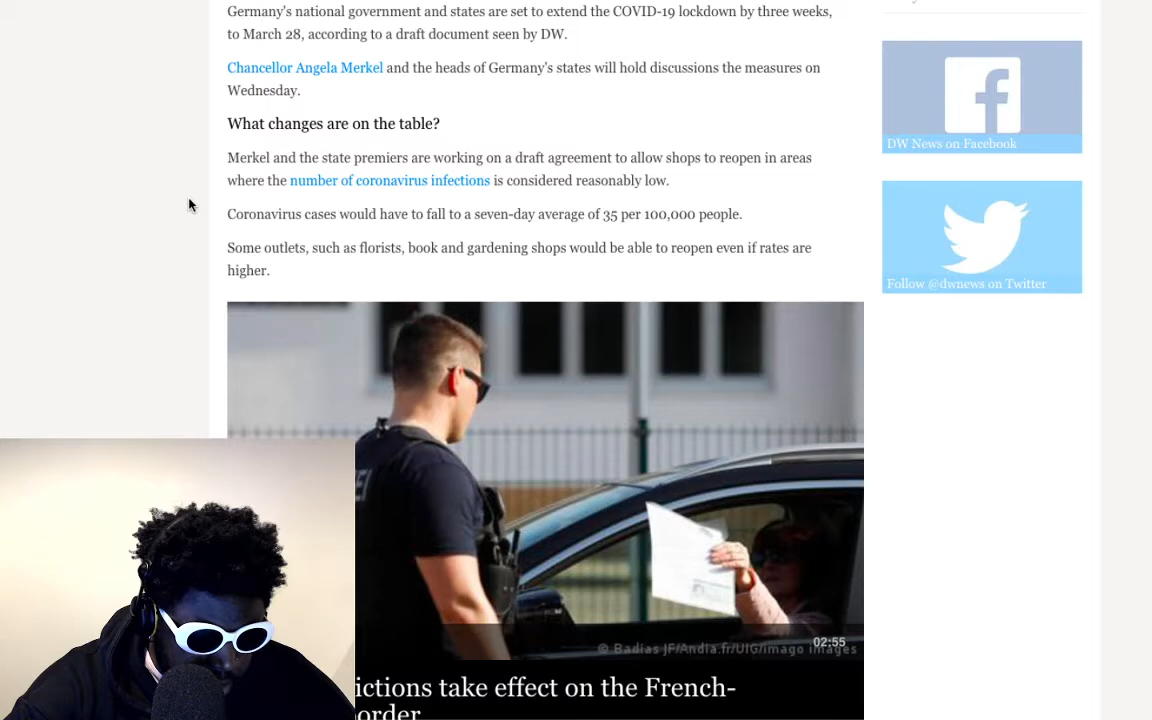 Germany's national government and states are set to extend the COVID-19 lockdown by three weeks,
to March 28, according to a draft document seen by DW.
Chancellor Angela Merkel and the heads of Germany's states will hold discussions the measures on
Wednesday.
What changes are on the table?
Merkel and the state premiers are working on a draft agreement to allow shops to reopen in areas
where the number of coronavirus infections is considered reasonably low.
Coronavirus cases would have to fall to a seven-day average of 35 per 100,000 people.
Some outlets, such as florists, book and gardening shops would be able to reopen even if rates are
higher.
DW News on Facebook
Follow @dwnews on Twitter
02:55
© Badias JF/Andia.fr/UIG/imago images
ictions take effect on the French-
order